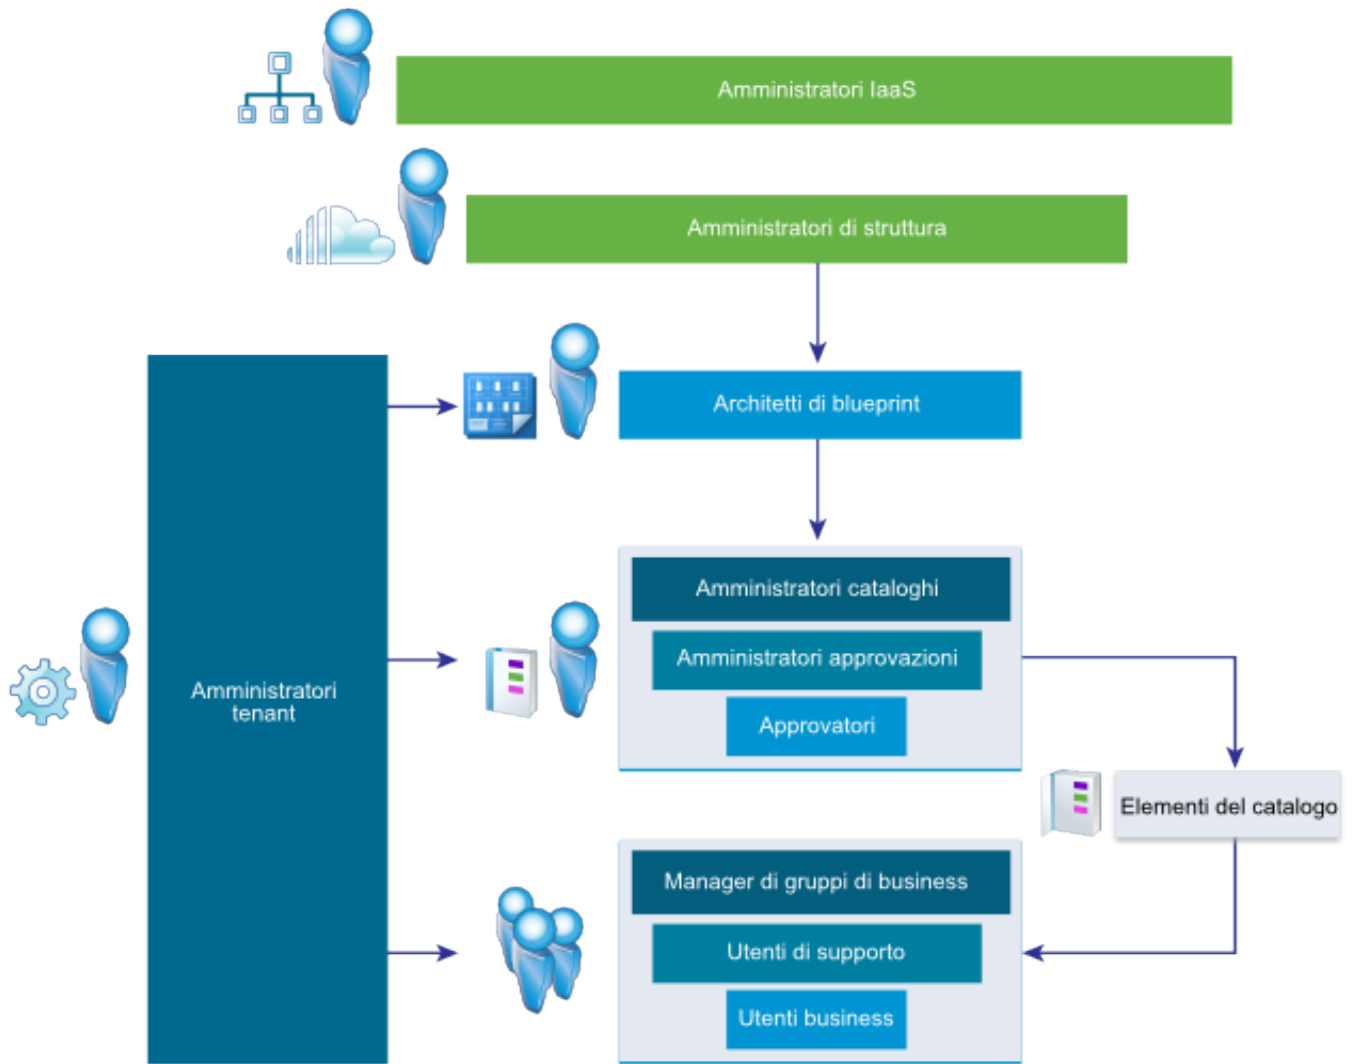 Amministratori IaaS
Amministratori di struttura
Architetti di blueprint
Amministratori cataloghi
Amministratori approvazioni
Approvatori
Amministratori
tenant
Elementi del catalogo
Manager di gruppi di business
Utenti di supporto
Utenti business